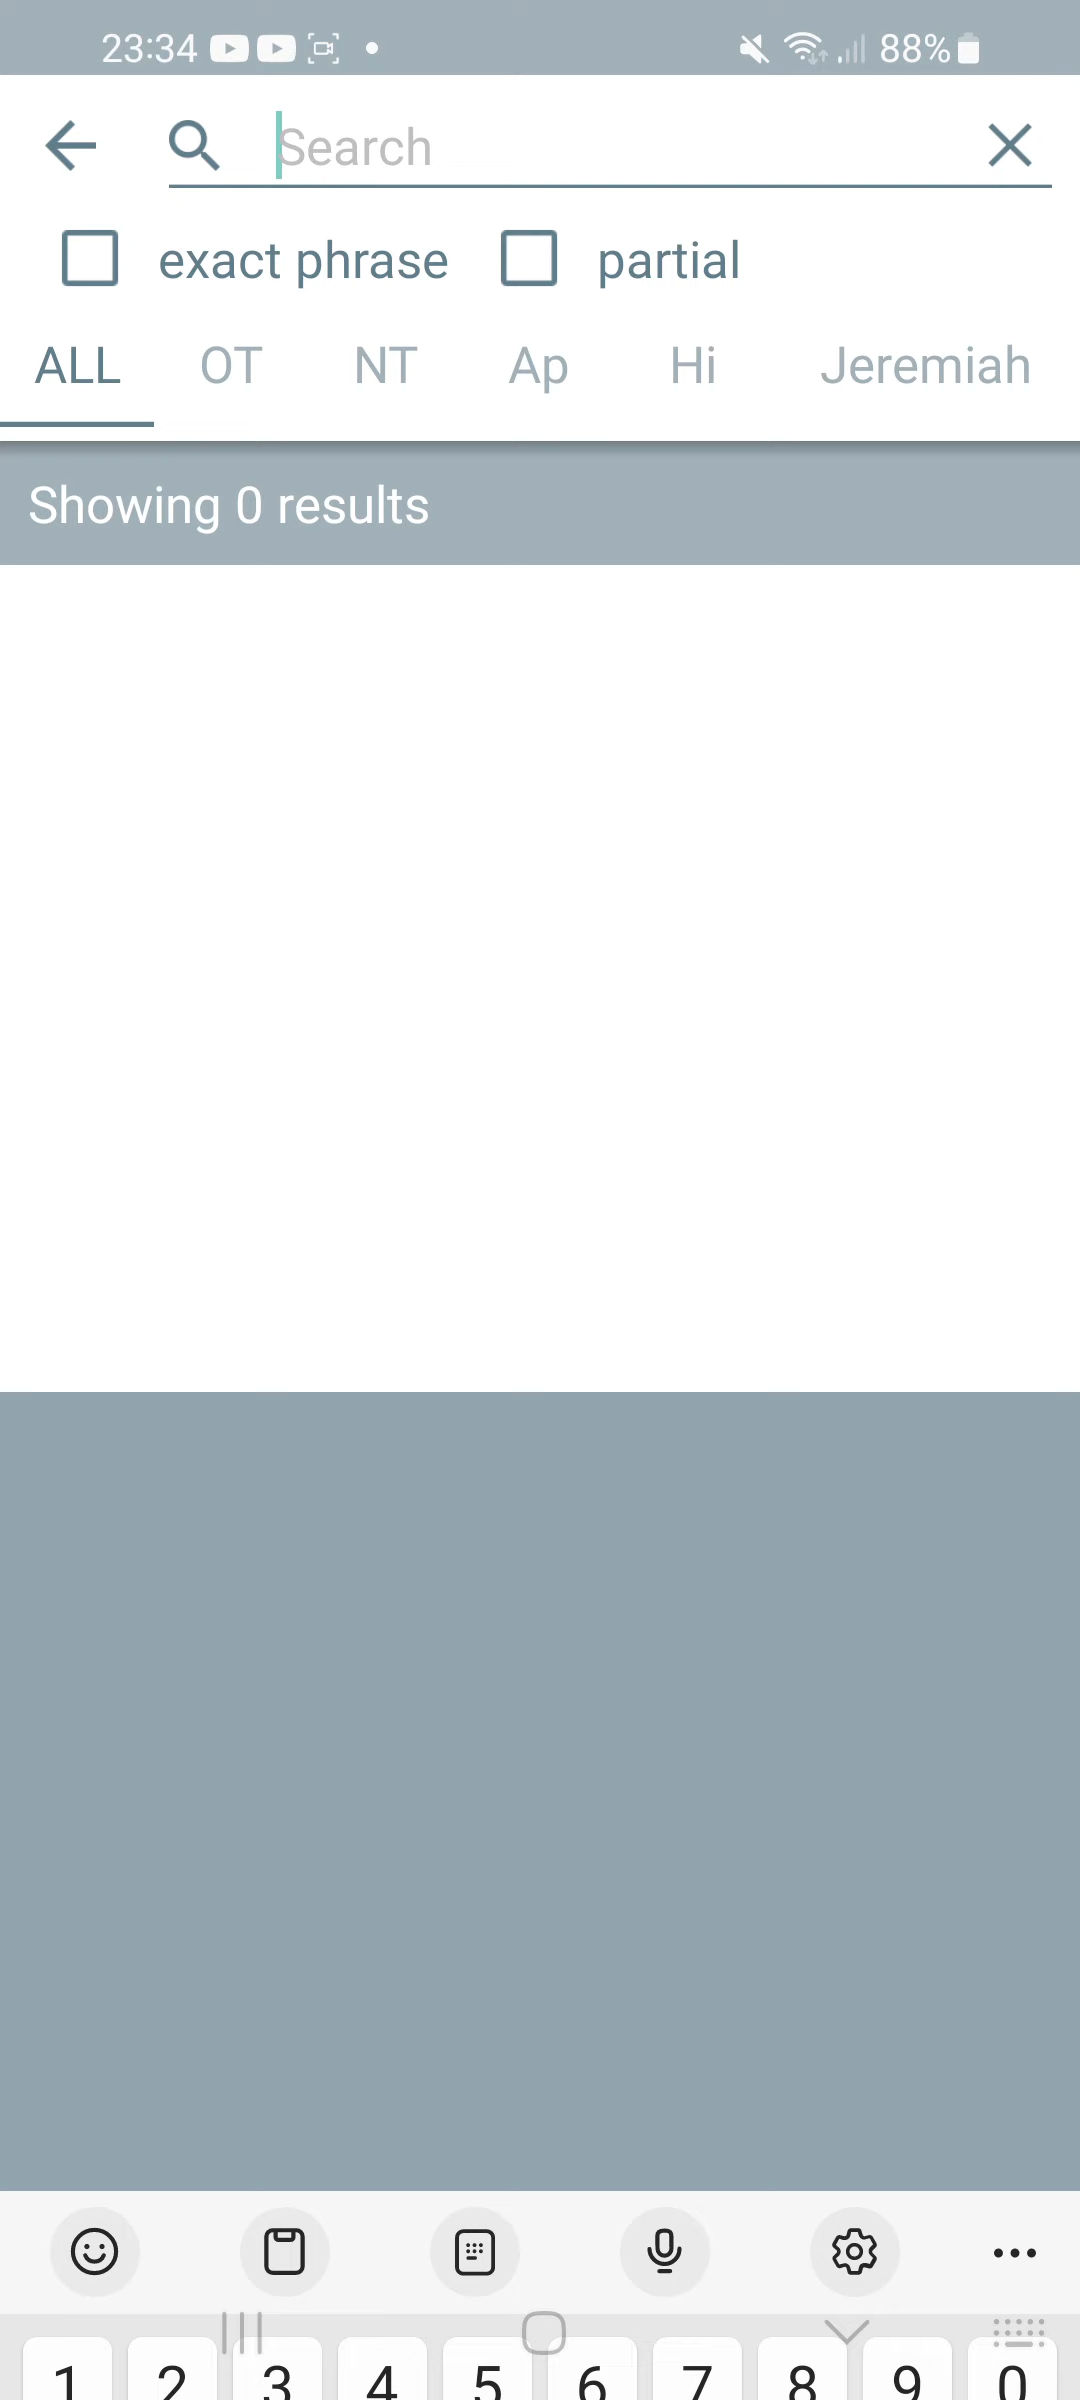 23:34 88%
Search
exact phrase partial
ALL OT NT Ap Hi Jeremiah
Showing 0 results
1 2 3 4 5 6 7 8 9 0